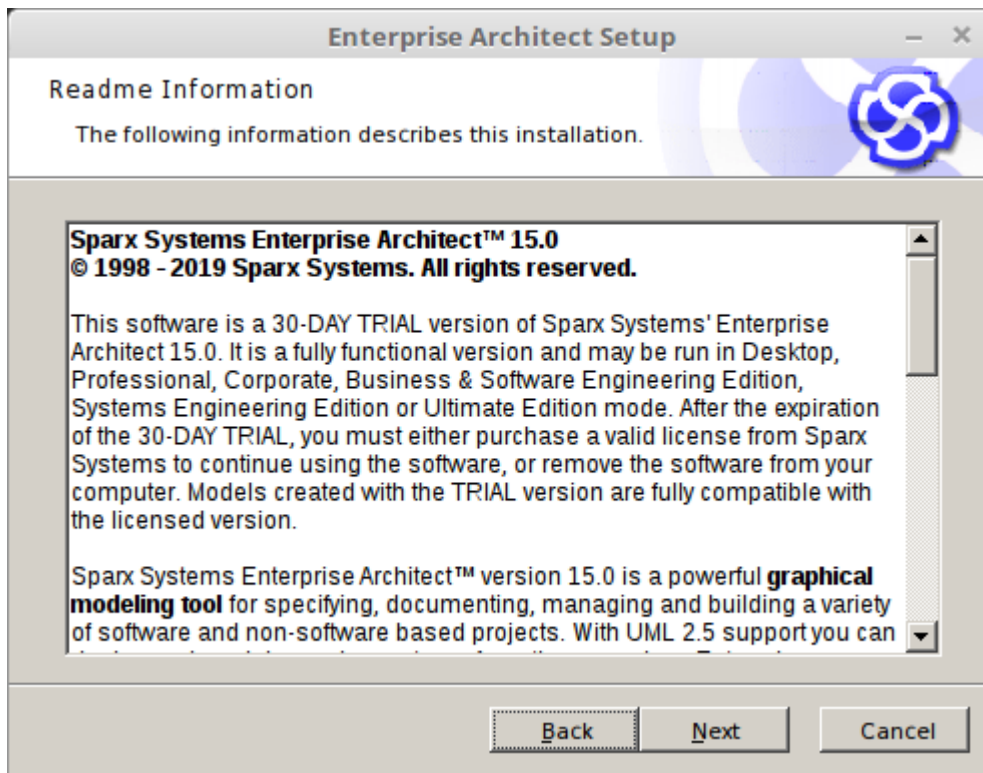 Enterprise Architect Setup
Readme Information
The following information describes this installation.
Sparx Systems Enterprise Architect™ 15.0
© 1998 - 2019 Sparx Systems. All rights reserved.
This software is a 30-DAY TRIAL version of Sparx Systems' Enterprise
Architect 15.0. It is a fully functional version and may be run in Desktop,
Professional, Corporate, Business & Software Engineering Edition,
Systems Engineering Edition or Ultimate Edition mode. After the expiration
of the 30-DAY TRIAL, you must either purchase a valid license from Sparx
Systems to continue using the software, or remove the software from your
computer. Models created with the TRIAL version are fully compatible with
the licensed version.
Sparx Systems Enterprise Architect™ version 15.0 is a powerful graphical
modeling tool for specifying, documenting, managing and building a variety
of software and non-software based projects. With UML 2.5 support you can
Back Next Cancel